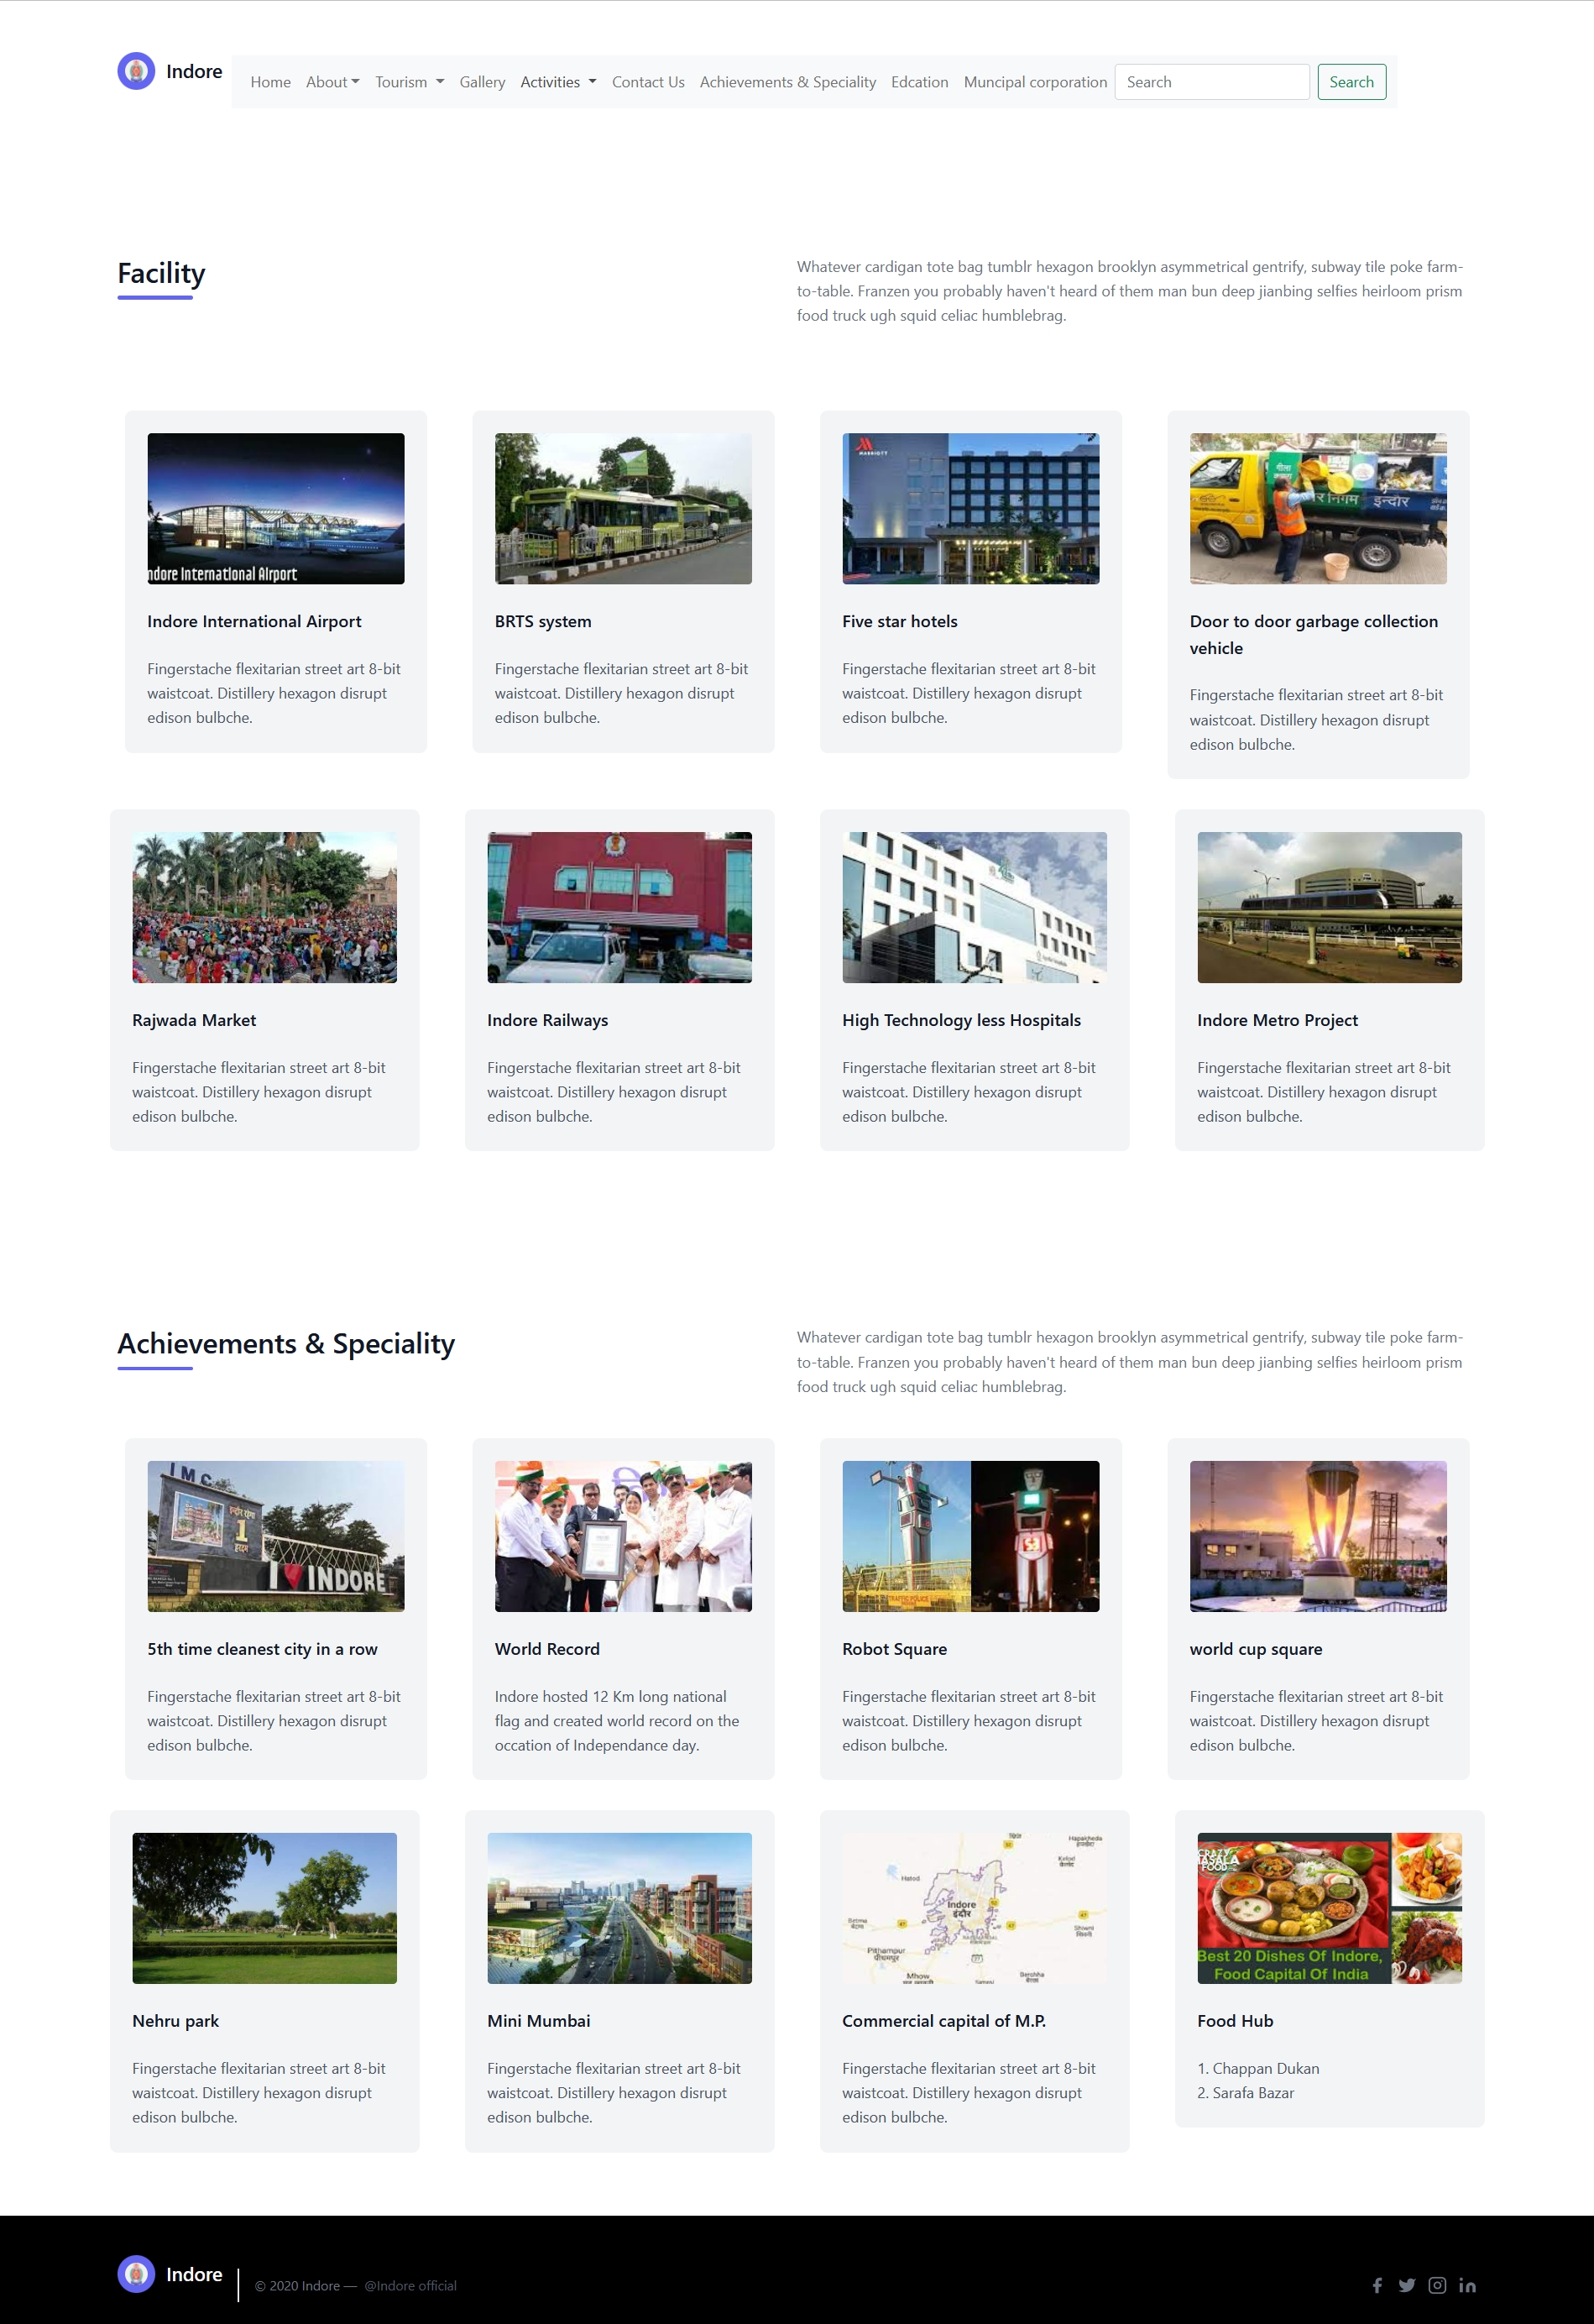 Indore
Home About Tourism Gallery Activities Contact Us Achievements & Speciality Edcation Muncipal corporation Search Search
Facility
Whatever cardigan tote bag tumblr hexagon brooklyn asymmetrical gentrify, subway tile poke farm-
to-table. Franzen you probably haven't heard of them man bun deep jianbing selfies heirloom prism
food truck ugh squid celiac humblebrag.
ndore International Airport
Indore International Airport
Fingerstache flexitarian street art 8-bit
waistcoat. Distillery hexagon disrupt
edison bulbche.
BRTS system
Fingerstache flexitarian street art 8-bit
waistcoat. Distillery hexagon disrupt
edison bulbche.
MARRIOTT
Five star hotels
Fingerstache flexitarian street art 8-bit
waistcoat. Distillery hexagon disrupt
edison bulbche.
गीला
र निगम इन्दौर
Door to door garbage collection
vehicle
Fingerstache flexitarian street art 8-bit
waistcoat. Distillery hexagon disrupt
edison bulbche.
Rajwada Market
Fingerstache flexitarian street art 8-bit
waistcoat. Distillery hexagon disrupt
edison bulbche.
Indore Railways
Fingerstache flexitarian street art 8-bit
waistcoat. Distillery hexagon disrupt
edison bulbche.
High Technology less Hospitals
Fingerstache flexitarian street art 8-bit
waistcoat. Distillery hexagon disrupt
edison bulbche.
Indore Metro Project
Fingerstache flexitarian street art 8-bit
waistcoat. Distillery hexagon disrupt
edison bulbche.
Achievements & Speciality
Whatever cardigan tote bag tumblr hexagon brooklyn asymmetrical gentrify, subway tile poke farm-
to-table. Franzen you probably haven't heard of them man bun deep jianbing selfies heirloom prism
food truck ugh squid celiac humblebrag.
IMC
1
I INDORE
5th time cleanest city in a row
Fingerstache flexitarian street art 8-bit
waistcoat. Distillery hexagon disrupt
edison bulbche.
World Record
Indore hosted 12 Km long national
flag and created world record on the
occation of Independance day.
TRAFFIC POLICE
Robot Square
Fingerstache flexitarian street art 8-bit
waistcoat. Distillery hexagon disrupt
edison bulbche.
world cup square
Fingerstache flexitarian street art 8-bit
waistcoat. Distillery hexagon disrupt
edison bulbche.
Nehru park
Fingerstache flexitarian street art 8-bit
waistcoat. Distillery hexagon disrupt
edison bulbche.
Mini Mumbai
Fingerstache flexitarian street art 8-bit
waistcoat. Distillery hexagon disrupt
edison bulbche.
Hapakheda
Hatod
Indore
इंदौर
Shivni
Pithampur
पीथमपुर
Mhow
Commercial capital of M.P.
Fingerstache flexitarian street art 8-bit
waistcoat. Distillery hexagon disrupt
edison bulbche.
CRAZY
MASALA
FOOD
Best 20 Dishes Of Indore,
Food Capital Of India
Food Hub
1. Chappan Dukan
2. Sarafa Bazar
Indore
© 2020 Indore — @Indore official